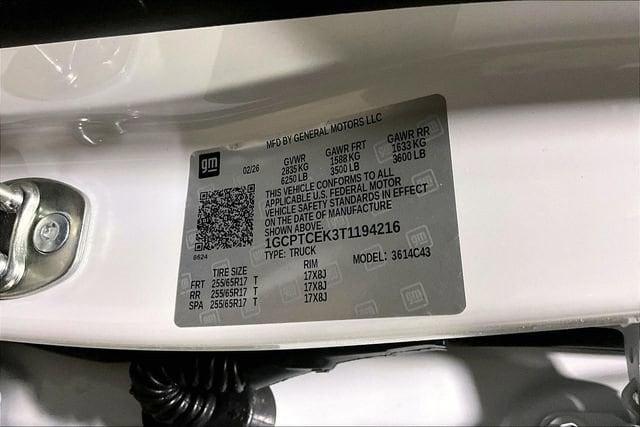 MFD BY GENERAL MOTORS LLC
gm 02/26 GVWR GAWR FRT GAWR RR
2835 KG 1588 KG 1633 KG
6250 LB 3500 LB 3600 LB
THIS VEHICLE CONFORMS TO ALL
APPLICABLE U.S. FEDERAL MOTOR
VEHICLE SAFETY STANDARDS IN EFFECT
ON THE DATE OF MANUFACTURE
SHOWN ABOVE.
1GCPTCEK3T1194216
8624 TYPE: TRUCK MODEL: 3614C43
TIRE SIZE RIM
FRT 255/65R17 T 17X8J
RR 255/65R17 T 17X8J
SPA 255/65R17 T 17X8J